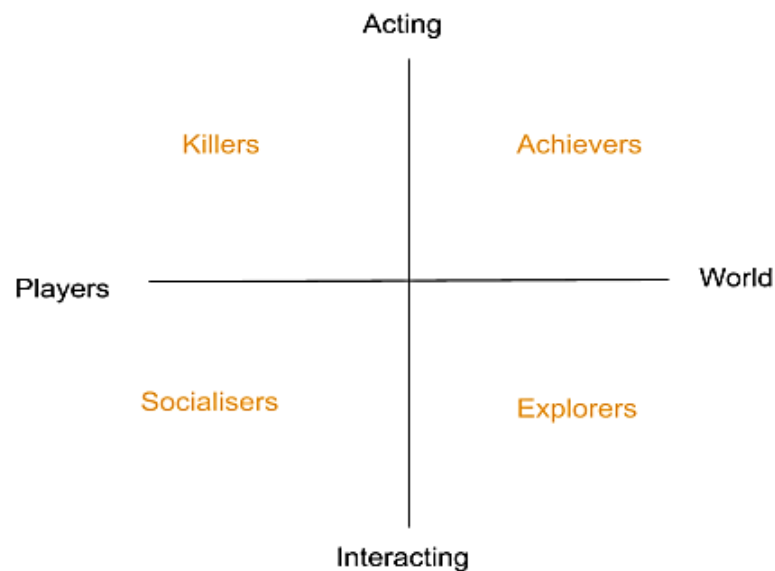 Acting
Killers
Achievers
Players
World
Socialisers
Explorers
Interacting